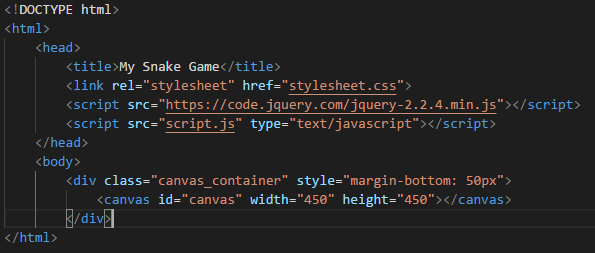 <!DOCTYPE html>
<html>
    <head>
        <title>My Snake Game</title>
        <link rel="stylesheet" href="stylesheet.css">
        <script src="https://code.jquery.com/jquery-2.2.4.min.js"></script>
        <script src="script.js" type="text/javascript"></script>
    </head>
    <body>
        <div class="canvas_container" style="margin-bottom: 50px">
            <canvas id="canvas" width="450" height="450"></canvas>
        </div>
</html>